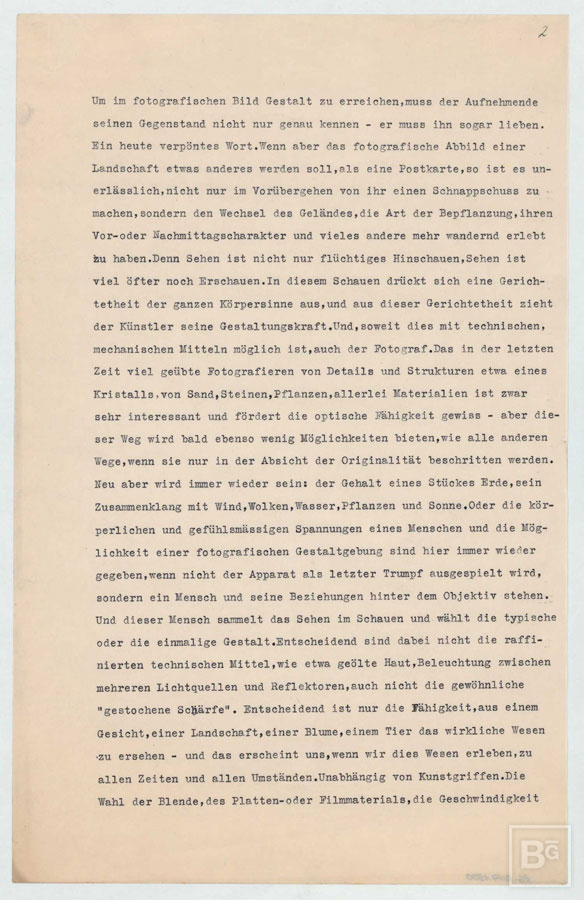 2
Um im fotografischen Bild Gestalt zu erreichen,muss der Aufnehmende
seinen Gegenstand nicht nur genau kennen - er muss ihn sogar lieben.
Ein heute verpöntes Wort.Wenn aber das fotografische Abbild einer
Landschaft etwas anderes werden soll,als eine Postkarte,so ist es un-
erlässlich,nicht nur im Vorübergehen von ihr einen Schnappschuss zu
machen,sondern den Wechsel des Geländes,die Art der Bepflanzung,ihren
Vor-oder Nachmittagscharakter und vieles andere mehr wandernd erlebt
zu haben.Denn Sehen ist nicht nur flüchtiges Hinschauen,Sehen ist
viel öfter noch Erschauen.In diesem Schauen drückt sich eine Gerich-
tetheit der ganzen Körpersinne aus,und aus dieser Gerichtetheit zieht
der Künstler seine Gestaltungskraft.Und,soweit dies mit technischen,
mechanischen Mitteln möglich ist,auch der Fotograf.Das in der letzten
Zeit viel geübte Fotografieren von Details und Strukturen etwa eines
Kristalls,von Sand,Steinen,Pflanzen,allerlei Materialien ist zwar
sehr interessant und fördert die optische Fähigkeit gewiss - aber die-
ser Weg wird bald ebenso wenig Möglichkeiten bieten,wie alle anderen
Wege,wenn sie nur in der Absicht der Originalität beschritten werden.
Neu aber wird immer wieder sein: der Gehalt eines Stückes Erde,sein
Zusammenklang mit Wind,Wolken,Wasser,Pflanzen und Sonne.Oder die kör-
perlichen und gefühlsmässigen Spannungen eines Menschen und die Mög-
lichkeit einer fotografischen Gestaltgebung sind hier immer wieder
gegeben,wenn nicht der Apparat als letzter Trumpf ausgespielt wird,
sondern ein Mensch und seine Beziehungen hinter dem Objektiv stehen.
Und dieser Mensch sammelt das Sehen im Schauen und wählt die typische
oder die einmalige Gestalt.Entscheidend sind dabei nicht die raffi-
nierten technischen Mittel,wie etwa geölte Haut,Beleuchtung zwischen
mehreren Lichtquellen und Reflektoren,auch nicht die gewöhnliche
"gestochene Schärfe". Entscheidend ist nur die Fähigkeit,aus einem
Gesicht,einer Landschaft,einer Blume,einem Tier das wirkliche Wesen
zu ersehen - und das erscheint uns,wenn wir dies Wesen erleben,zu
allen Zeiten und allen Umständen.Unabhängig von Kunstgriffen.Die
Wahl der Blende,des Platten-oder Filmmaterials,die Geschwindigkeit
BG